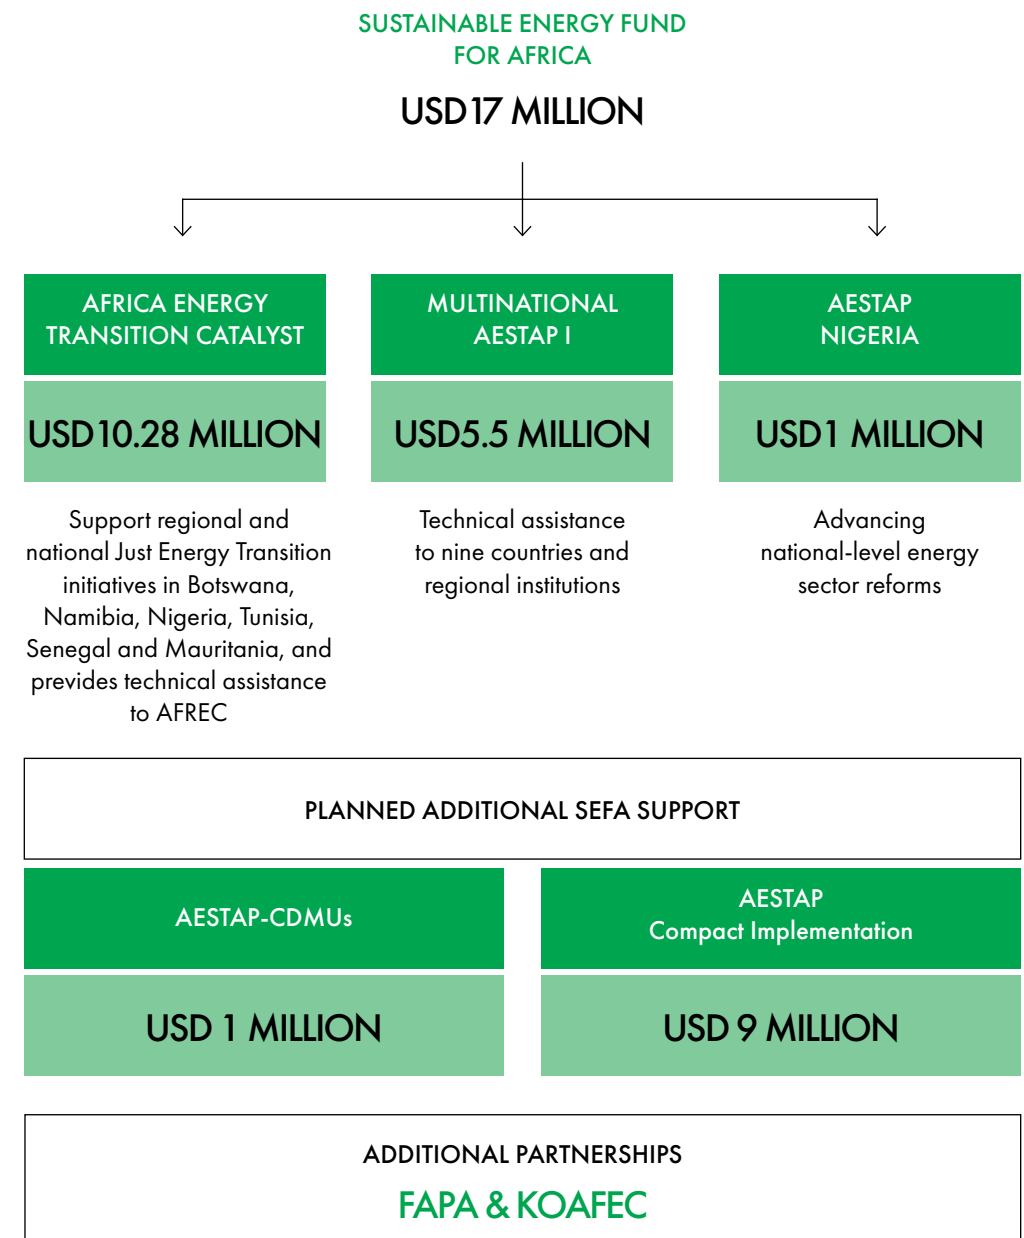 SUSTAINABLE ENERGY FUND
FOR AFRICA
USD17 MILLION
AFRICA ENERGY
TRANSITION CATALYST
USD10.28 MILLION
Support regional and
national Just Energy Transition
initiatives in Botswana,
Namibia, Nigeria, Tunisia,
Senegal and Mauritania, and
prevides technical assistance
to AFREC
MULTINATIONAL
AESTAP I
USD5.5 MILLION
Technical assistance
to nine countries and
regional institutions
AESTAP
NIGERIA
USD1 MILLION
Advancing
national-level energy
sector reforms
PLANNED ADDITIONAL SEFA SUPPORT
AESTAP-CDMUs
USD 1 MILLION
AESTAP
Compact Implementation
USD 9 MILLION
ADDITIONAL PARTNERSHIPS
FAPA & KOAFEC